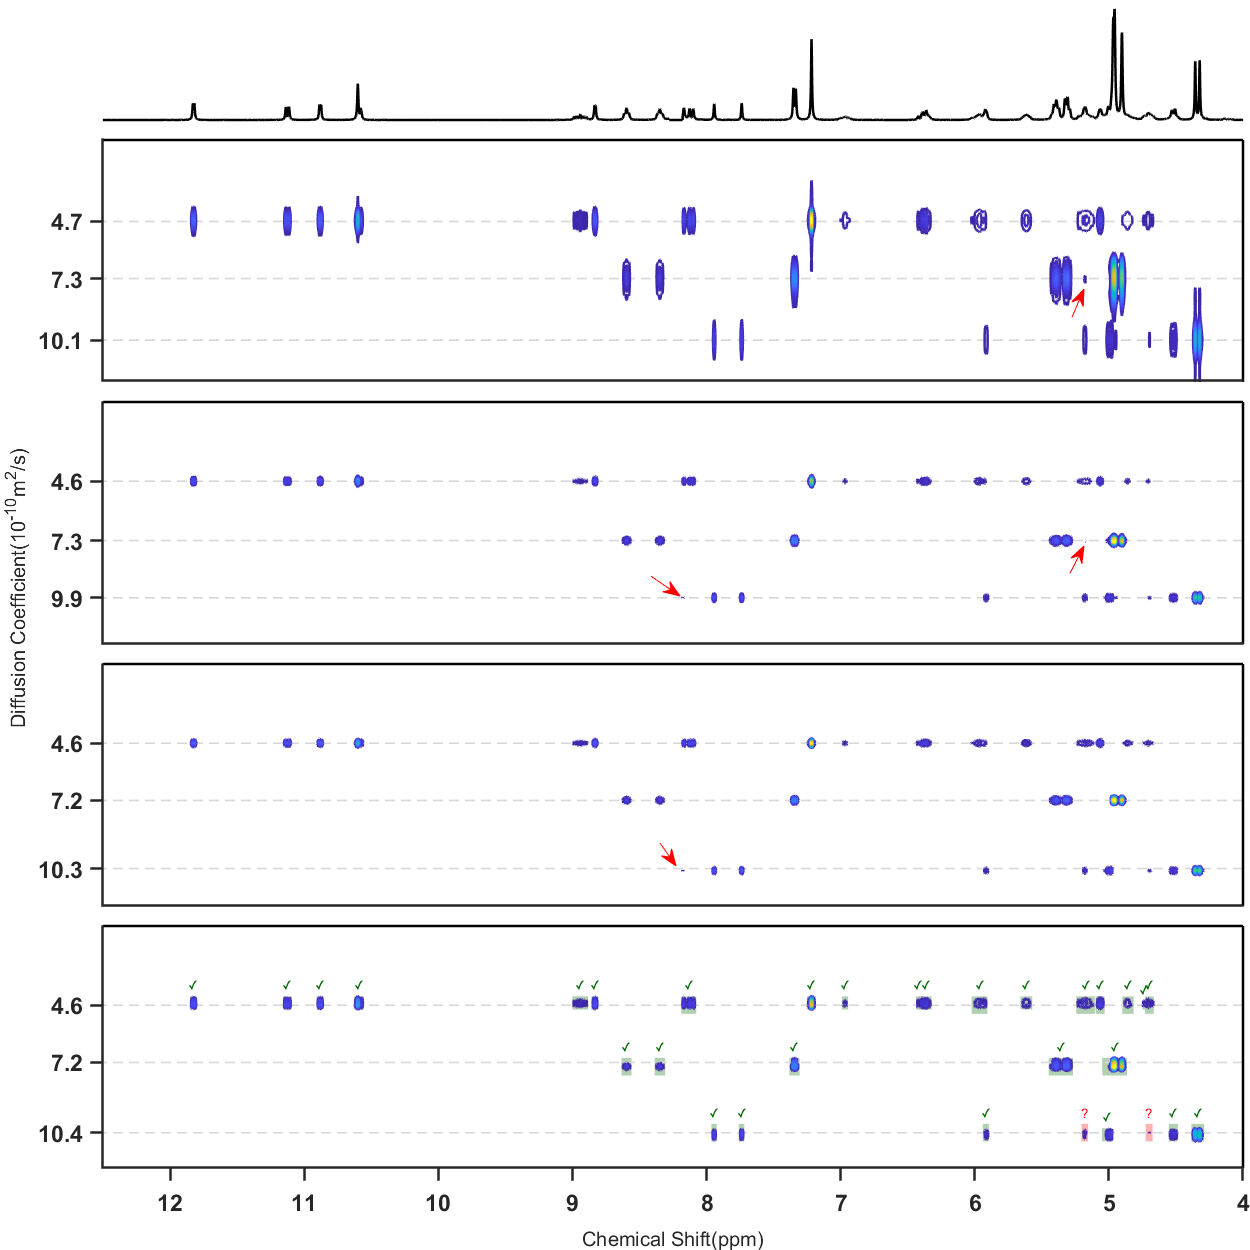 4.7
7.3
10.1
4.6
7.3
9.9
Diffusion Coefficient(10-10m2/s)
4.6
7.2
10.3
✓ ✓ ✓ ✓ ✓ ✓ ✓ ✓ ✓ ✓ ✓ ✓ ✓ ✓ ✓ ✓ ✓ ✓
4.6
✓ ✓ ✓ ✓ ✓
7.2
✓ ✓ ✓ ? ✓ ? ✓ ✓
10.4
12 11 10 9 8 7 6 5 4
Chemical Shift(ppm)